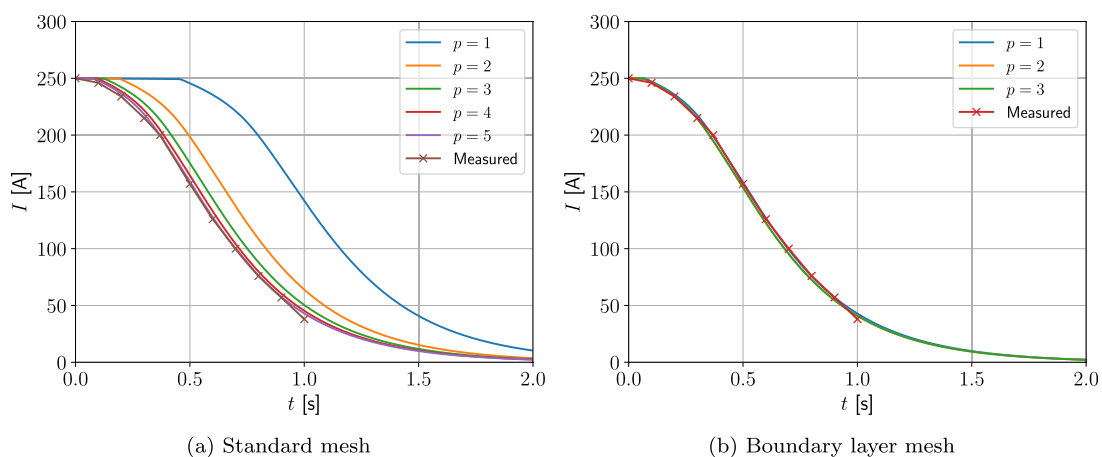 300
250
200
150
100
50
0
I [A]
0.0
0.5
1.0
1.5
2.0
t [s]
p = 1
p = 2
p = 3
p = 4
p = 5
Measured
(a) Standard mesh
300
250
200
150
100
50
0
I [A]
0.0
0.5
1.0
1.5
2.0
t [s]
p = 1
p = 2
p = 3
Measured
(b) Boundary layer mesh